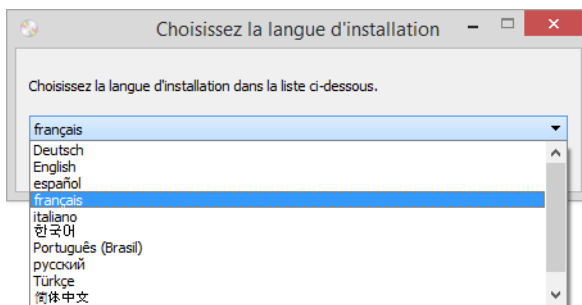 Choisissez la langue d'installation
Choisissez la langue d'installation dans la liste ci-dessous.
français
Deutsch
English
español
français
italiano
한국어
Português (Brasil)
русский
Türkçe
简体中文